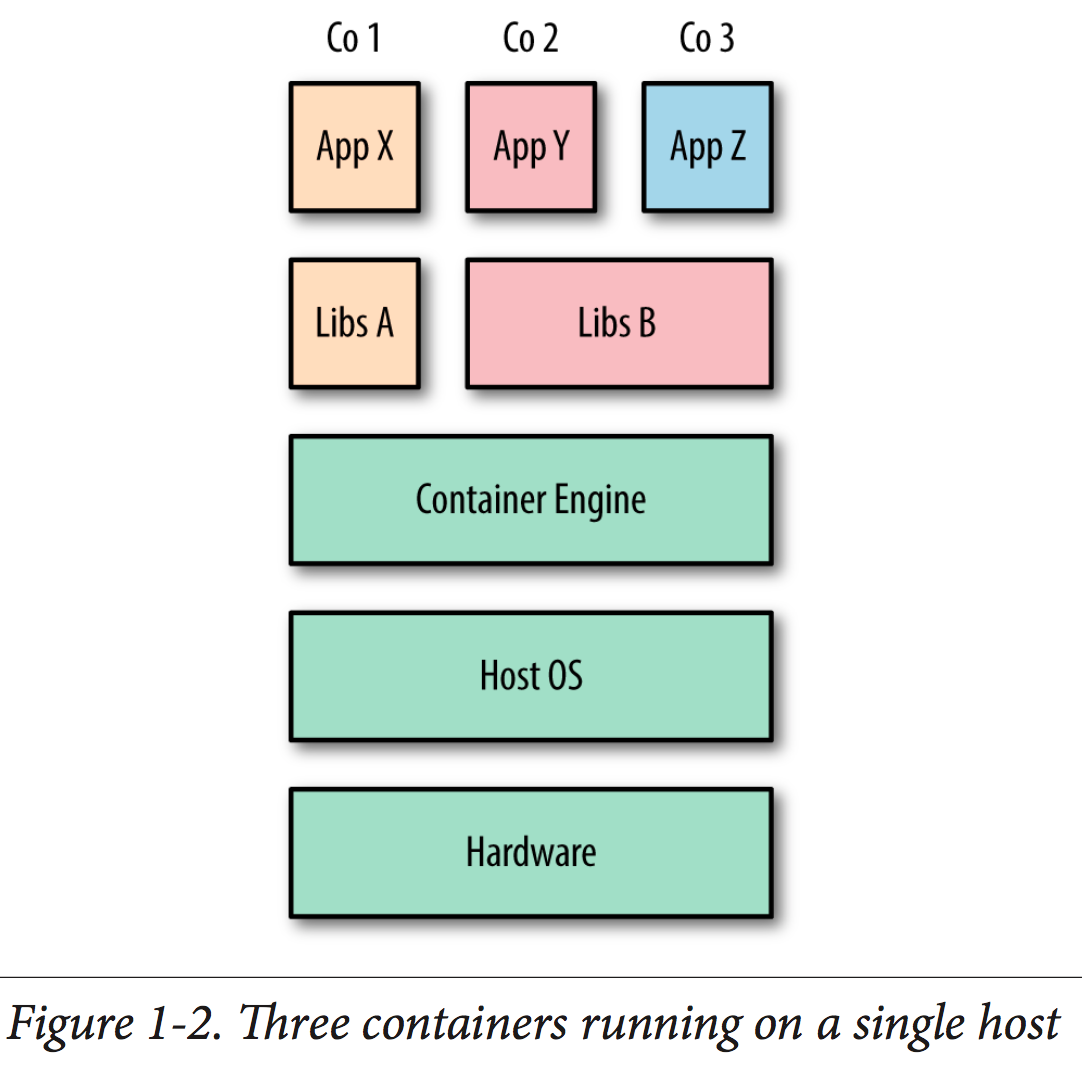 Co 1 Co 2 Co 3
App X App Y App Z
Libs A Libs B
Container Engine
Host OS
Hardware
Figure 1-2. Three containers running on a single host